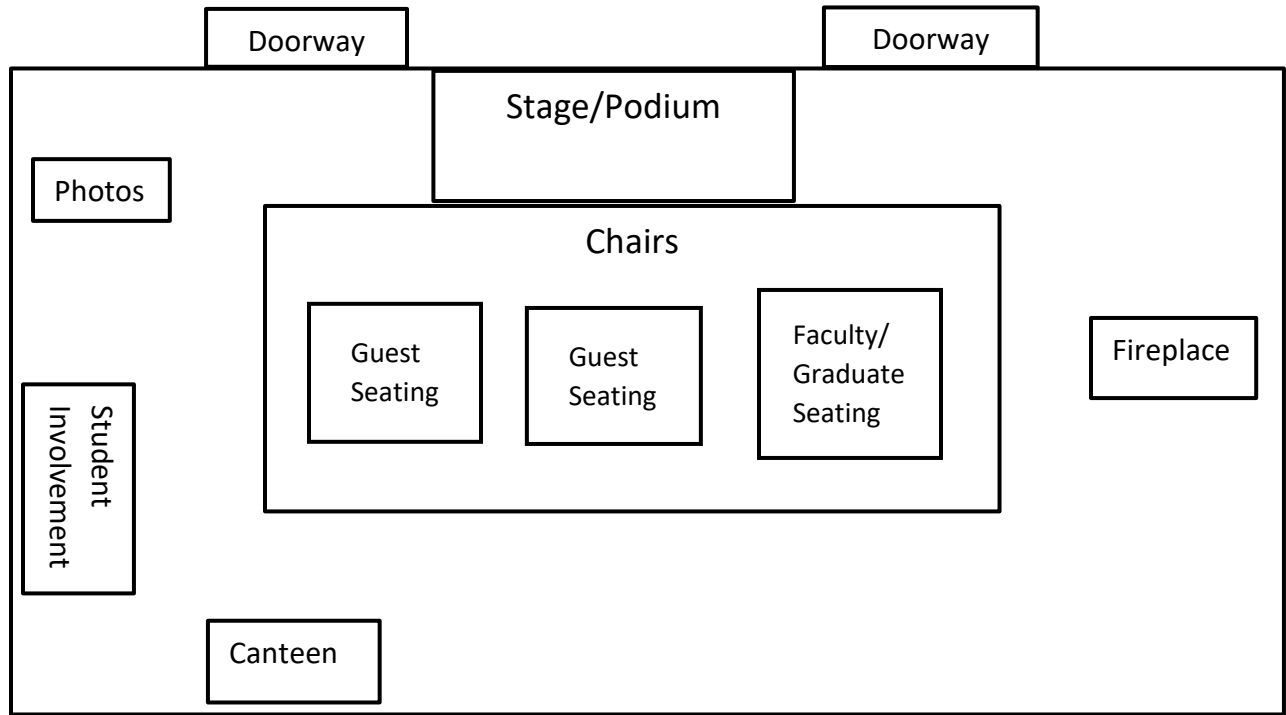 Doorway
Doorway
Stage/Podium
Photos
Chairs
Guest
Seating
Guest
Seating
Faculty/
Graduate
Seating
Fireplace
Student
Involvement
Canteen